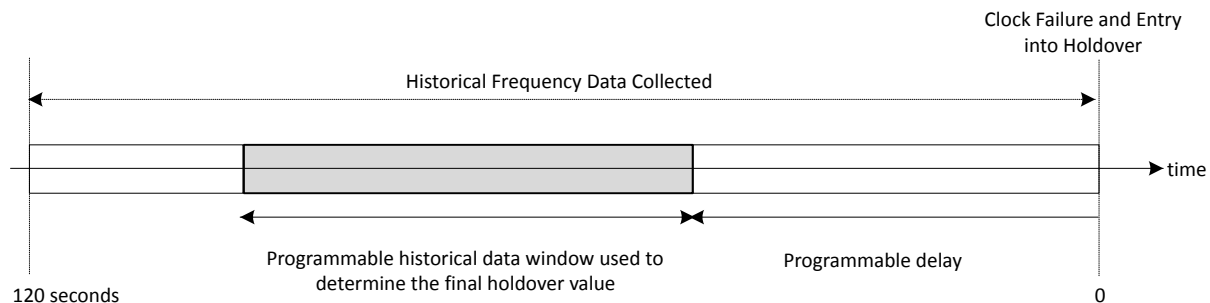 Clock Failure and Entry
into Holdover
Historical Frequency Data Collected
time
Programmable historical data window used to
determine the final holdover value
Programmable delay
120 seconds
0